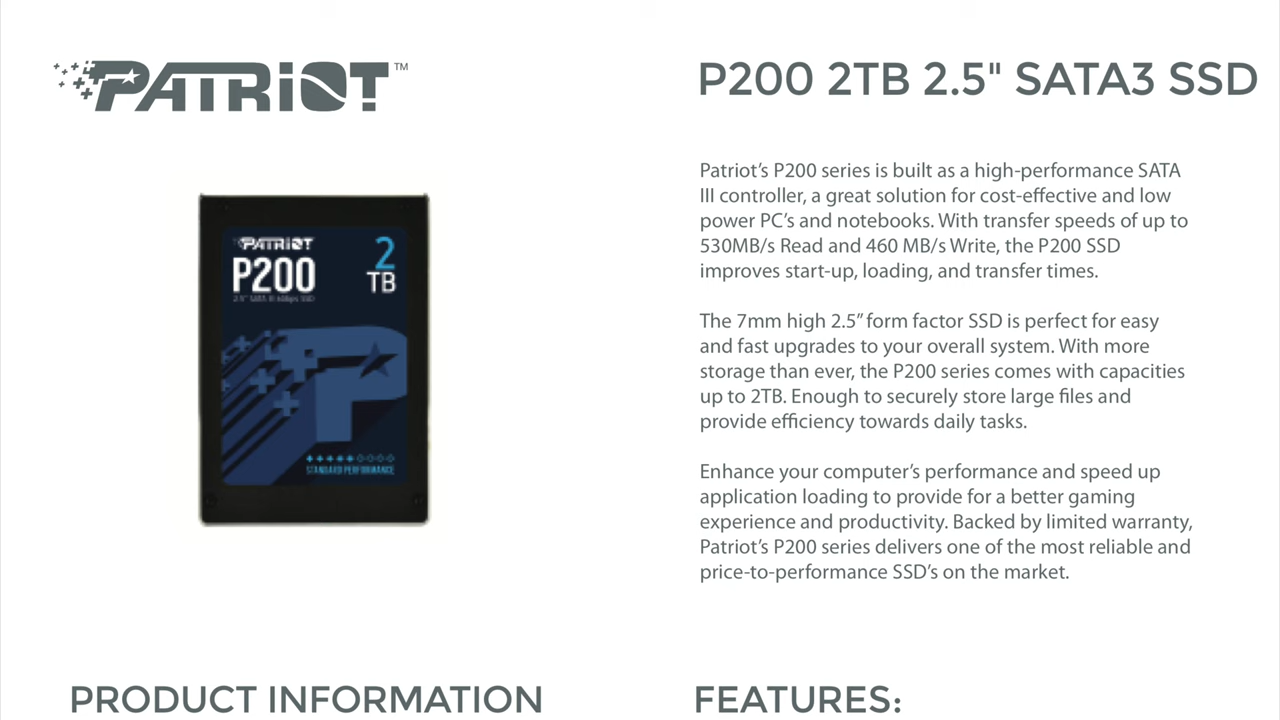 PATRIOT™
P200 2TB 2.5" SATA3 SSD
PATRIOT
P200
2.5" SATA III 6Gbps SSD
2
TB
STANDARD PERFORMANCE
Patriot’s P200 series is built as a high-performance SATA
III controller, a great solution for cost-effective and low
power PC’s and notebooks. With transfer speeds of up to
530MB/s Read and 460 MB/s Write, the P200 SSD
improves start-up, loading, and transfer times.
The 7mm high 2.5” form factor SSD is perfect for easy
and fast upgrades to your overall system. With more
storage than ever, the P200 series comes with capacities
up to 2TB. Enough to securely store large files and
provide efficiency towards daily tasks.
Enhance your computer’s performance and speed up
application loading to provide for a better gaming
experience and productivity. Backed by limited warranty,
Patriot’s P200 series delivers one of the most reliable and
price-to-performance SSD’s on the market.
PRODUCT INFORMATION
FEATURES: